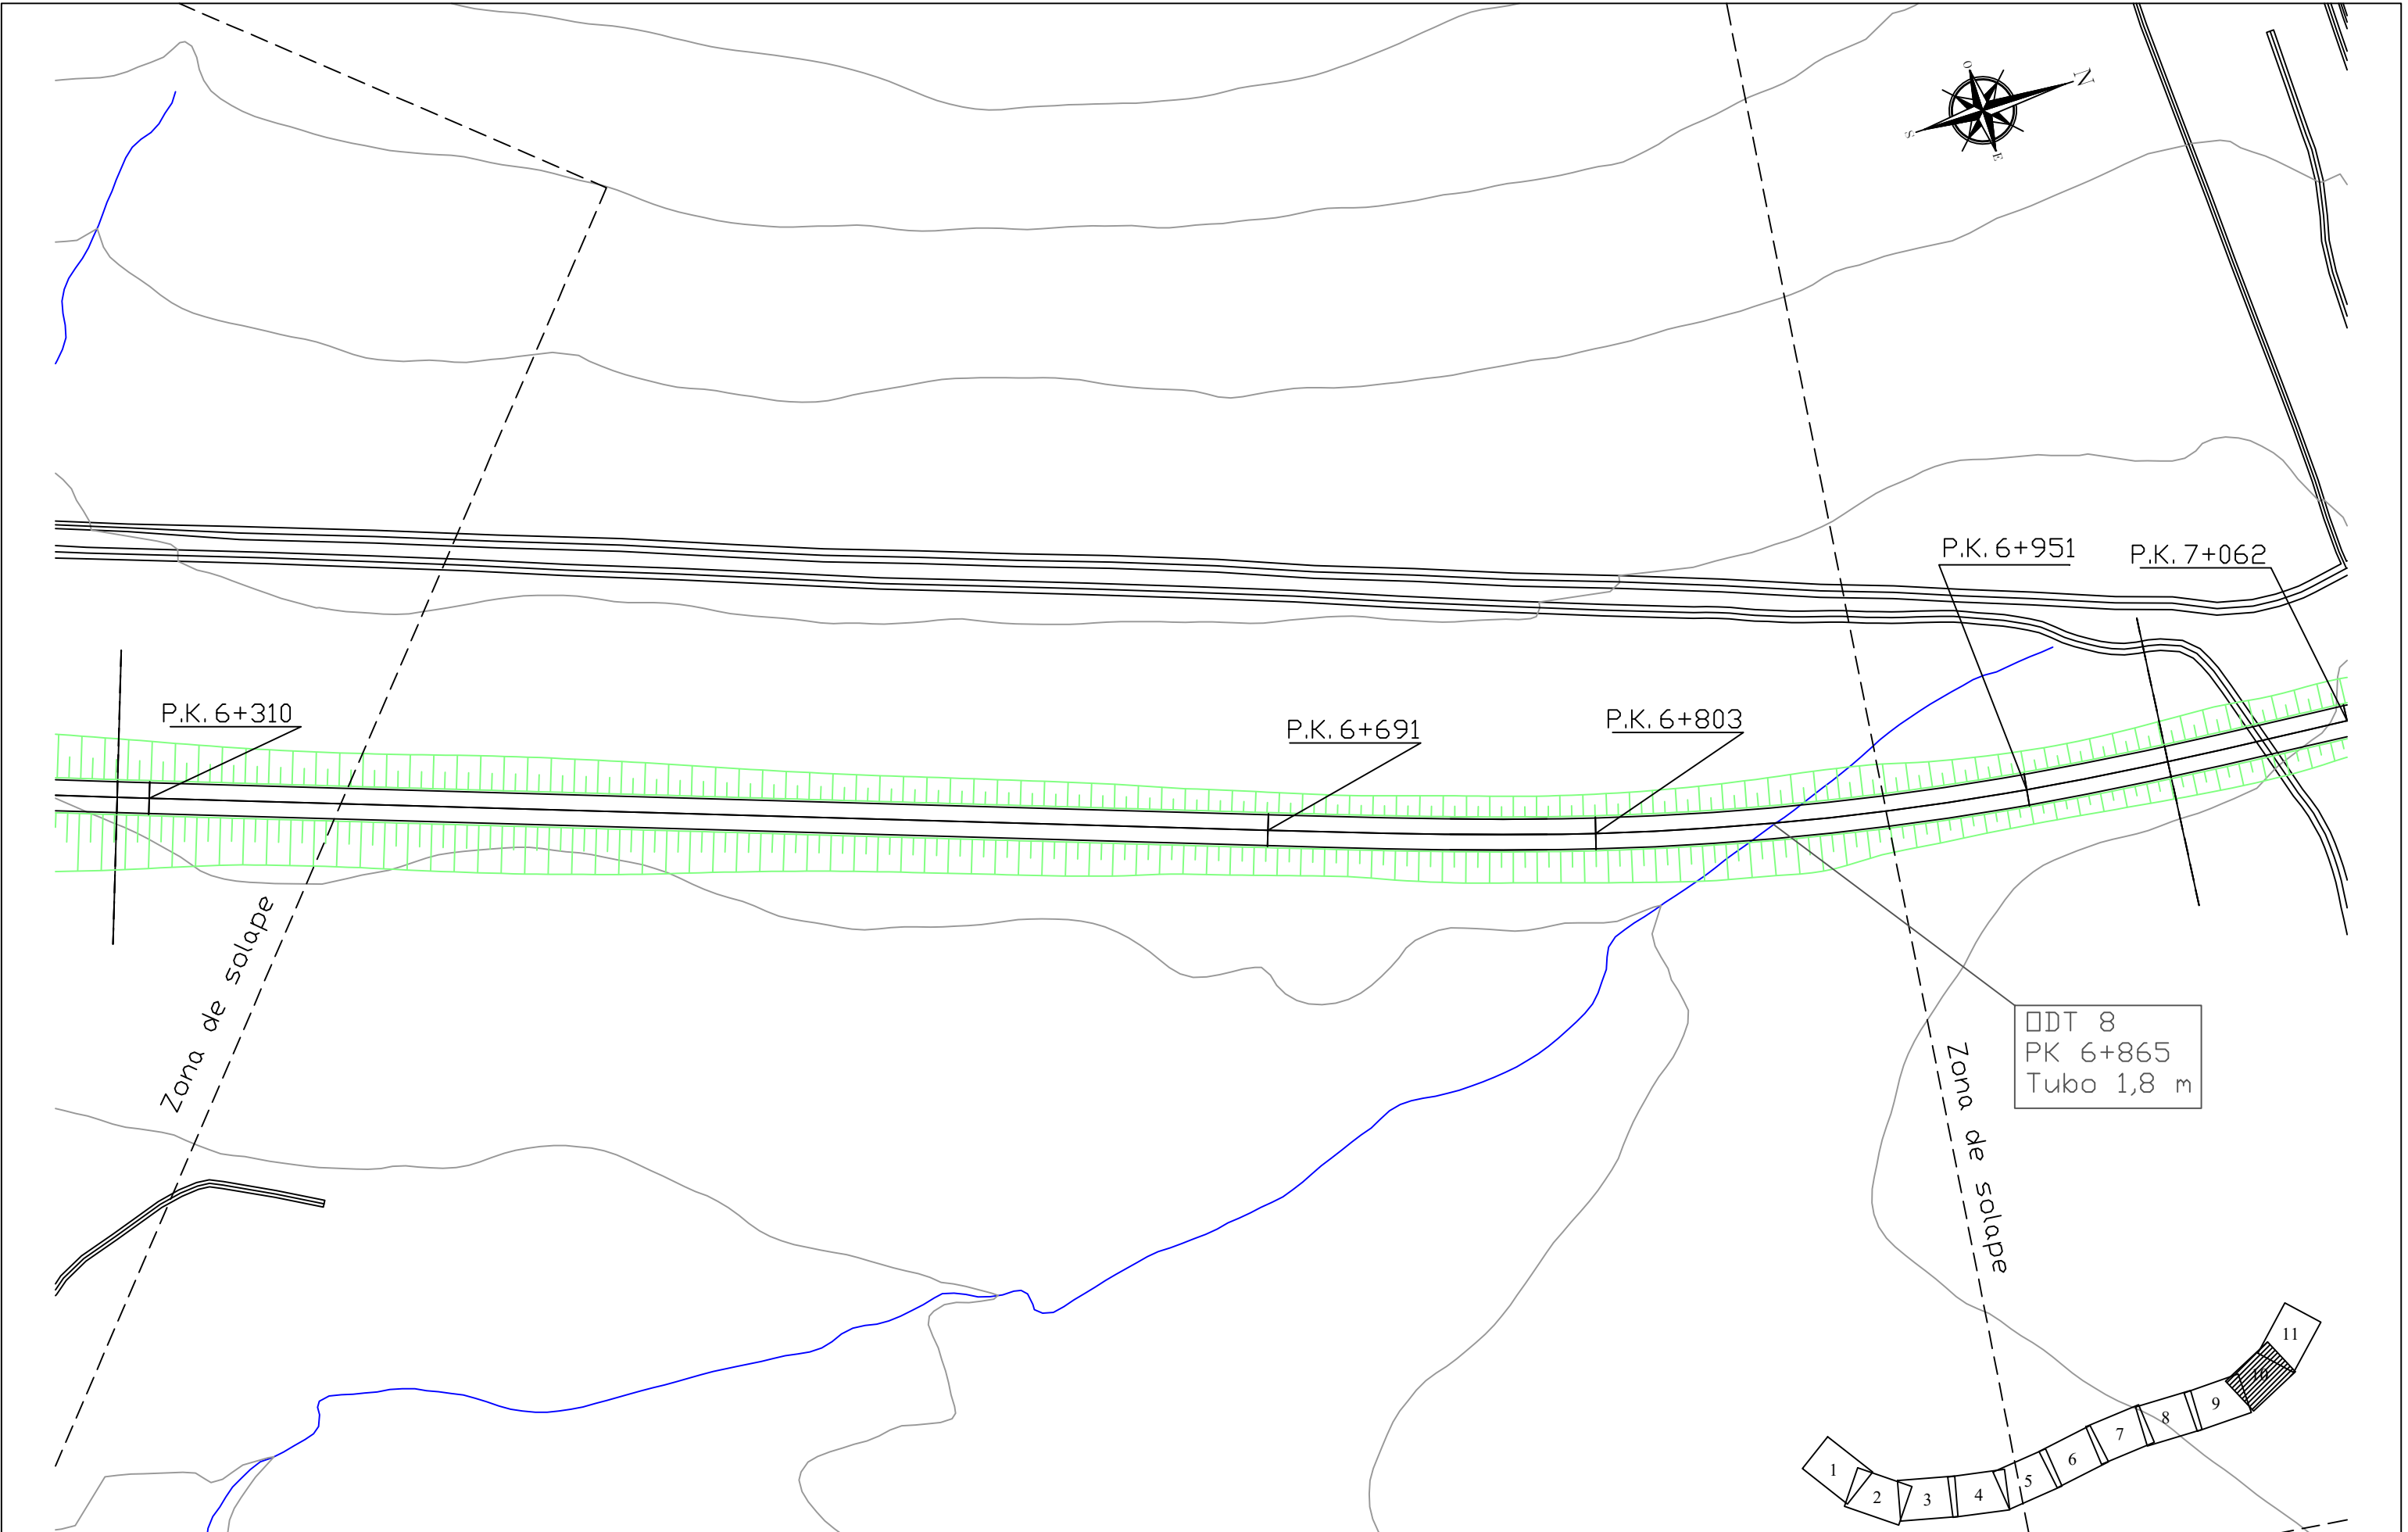 O
N
S
E
P.K. 6+951
P.K. 7+062
P.K. 6+310
P.K. 6+691
P.K. 6+803
Zona de solape
ODT 8
PK 6+865
Tubo 1,8 m
Zona de solape
11
10
9
8
7
6
5
4
3
2
1